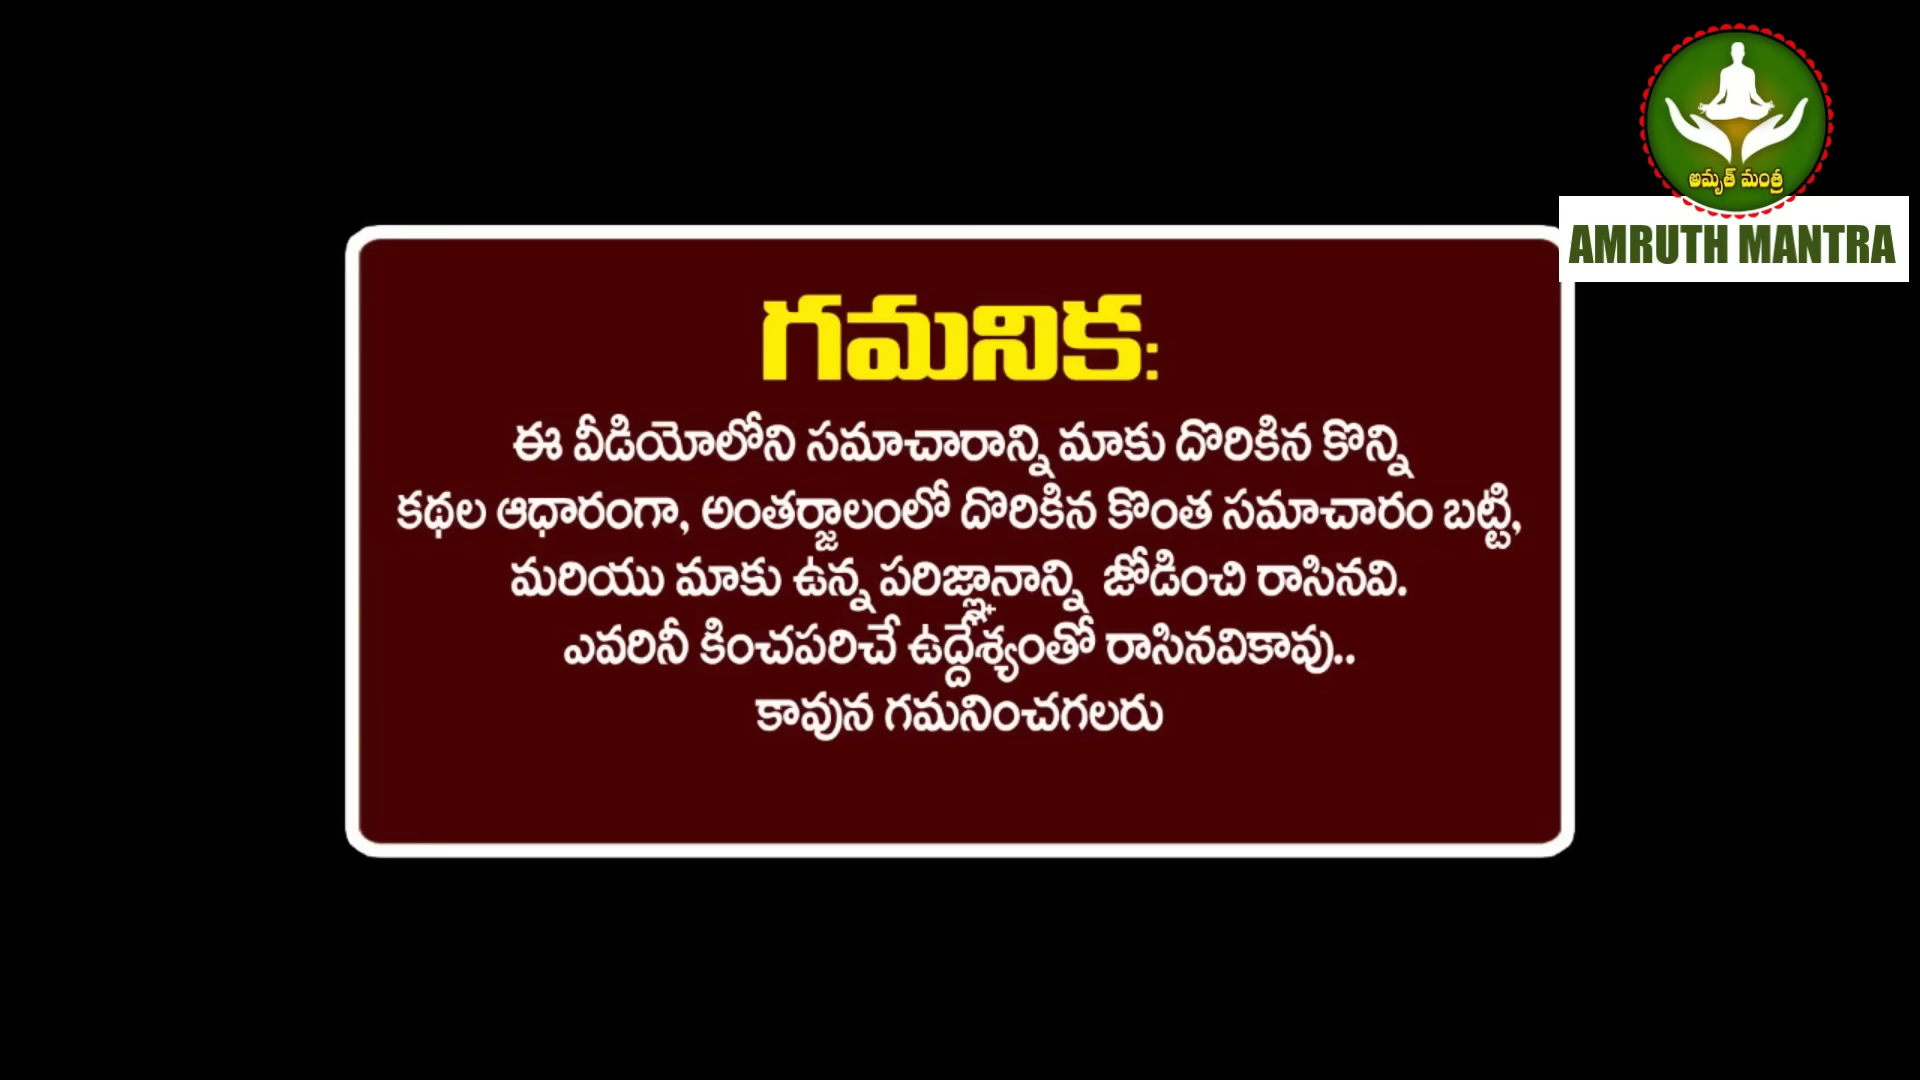 అమృత్ మంత్ర
AMRUTH MANTRA
గమనిక:
ఈ వీడియోలోని సమాచారాన్ని మాకు దొరికిన కొన్ని
కథల ఆధారంగా, అంతర్జాలంలో దొరికిన కొంత సమాచారం బట్టి,
మరియు మాకు ఉన్న పరిజ్ఞానాన్ని జోడించి రాసినవి.
ఎవరినీ కించపరిచే ఉద్దేశ్యంతో రాసినవికావు..
కావున గమనించగలరు